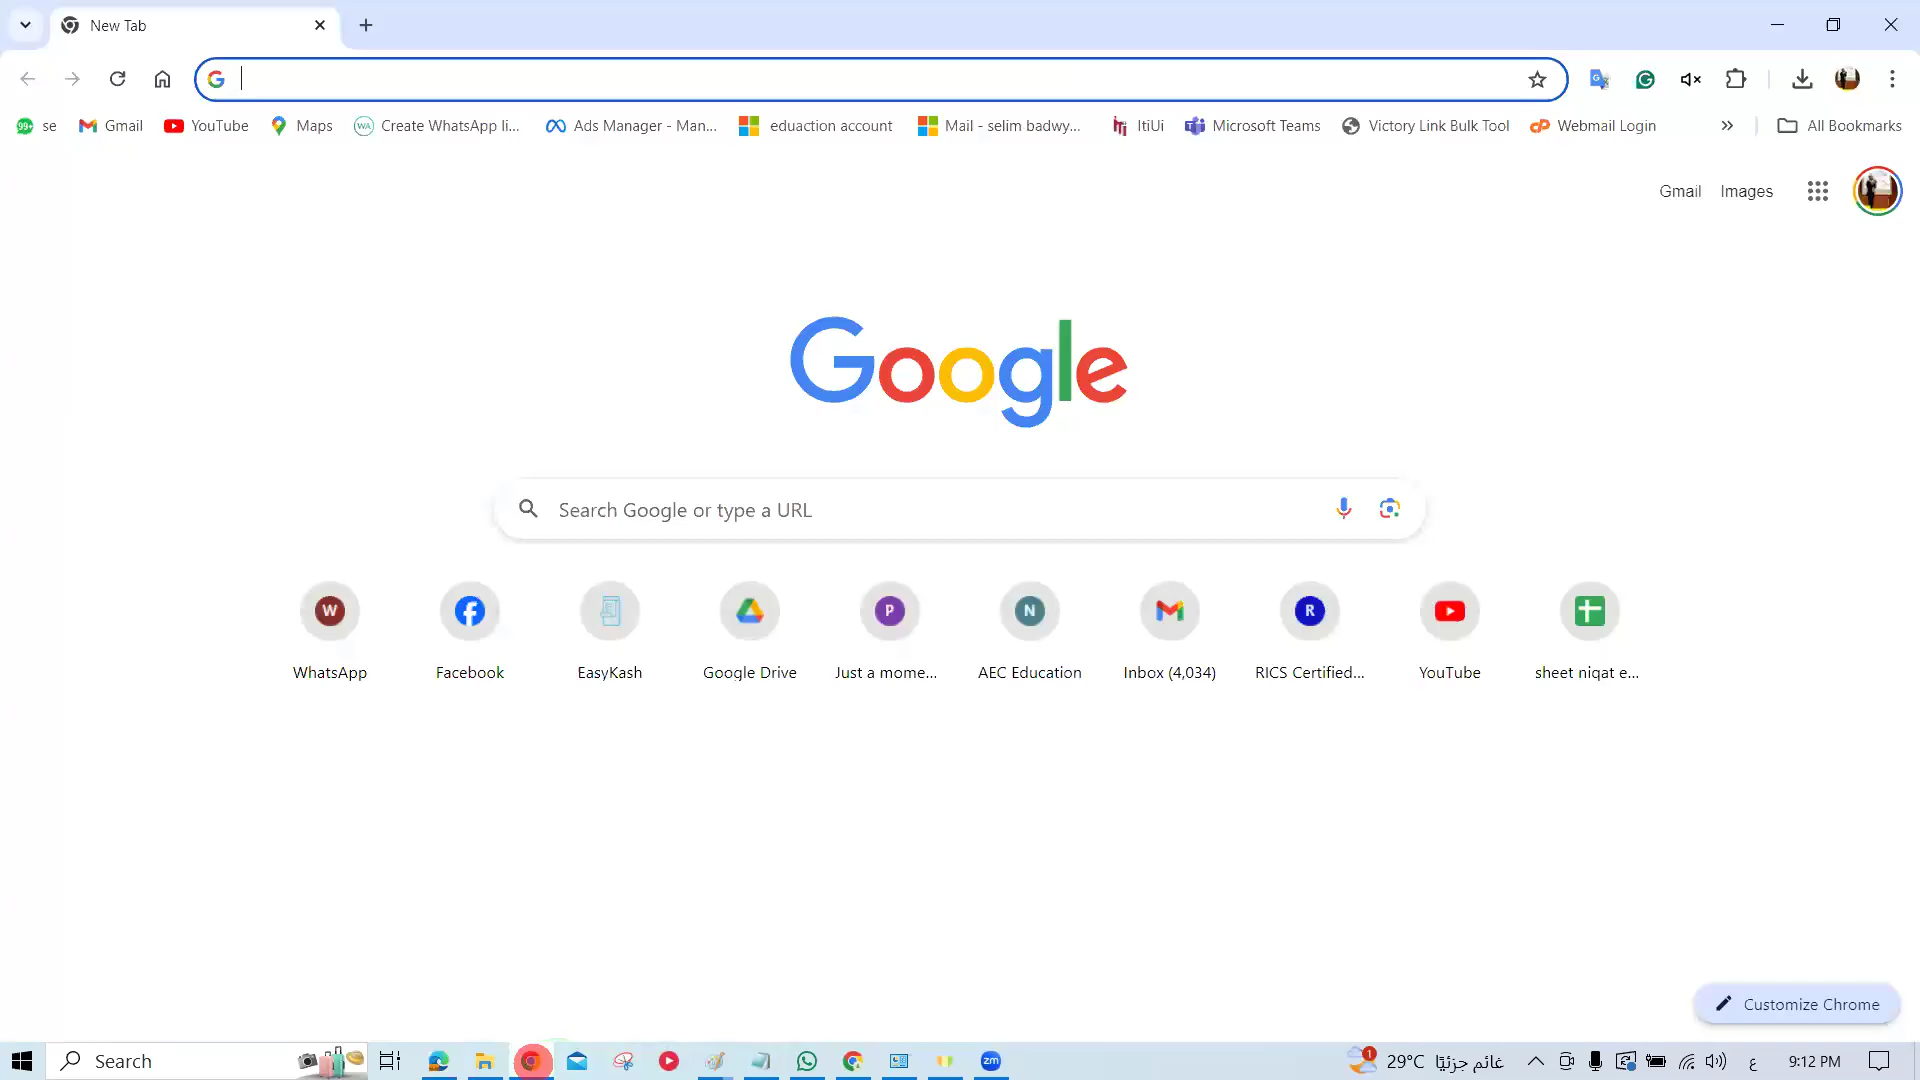 New Tab
se
Gmail
YouTube
Maps
WA
Create WhatsApp li...
Ads Manager - Man...
eduaction account
Mail - selim badwy...
ItiUi
Microsoft Teams
Victory Link Bulk Tool
Webmail Login
All Bookmarks
Gmail
Images
Google
Search Google or type a URL
W
P
N
R
WhatsApp
Facebook
EasyKash
Google Drive
Just a mome...
AEC Education
Inbox (4,034)
RICS Certified...
YouTube
sheet niqat e...
Customize Chrome
Search
zm
1
29°C
غائم جزئيًا
ع
9:12 PM